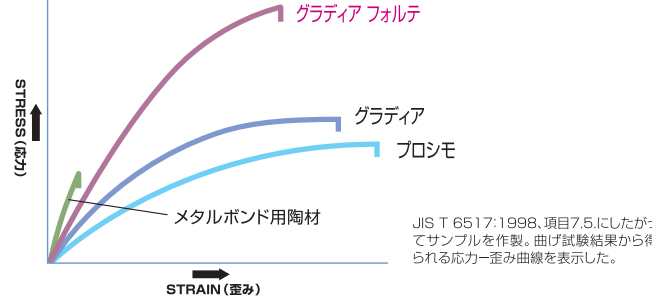 グラディア フォルテ
STRESS（応力）
グラディア
プロシモ
メタルボンド用陶材
JIS T 6517：1998、項目7.5.にしたがっ
てサンプルを作製。曲げ試験結果から得
られる応力ー歪み曲線を表示した。
STRAIN（歪み）